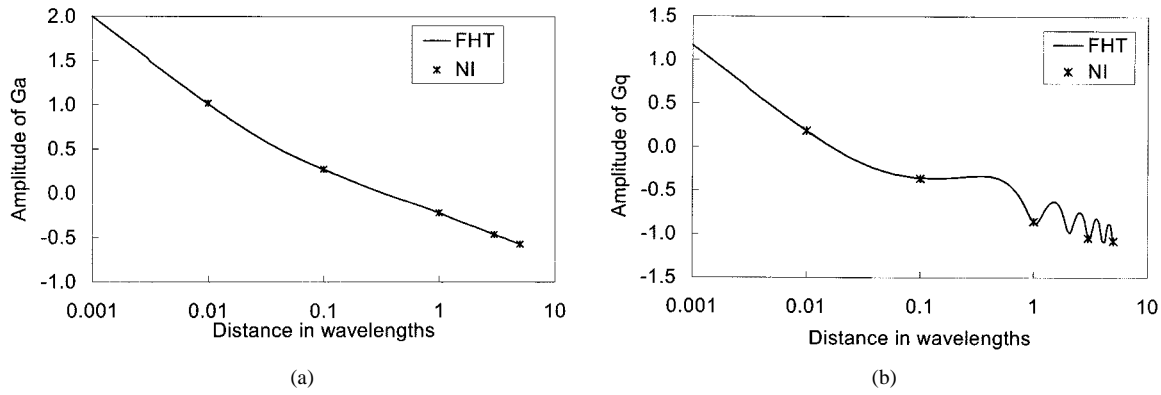 2.0
1.5
1.0
0.5
0.0
-0.5
-1.0
Amplitude of Ga
FHT
NI
0.001 0.01 0.1 1 10
Distance in wavelengths
(a)
1.5
1.0
0.5
0.0
-0.5
-1.0
-1.5
Amplitude of Gq
FHT
NI
0.001 0.01 0.1 1 10
Distance in wavelengths
(b)